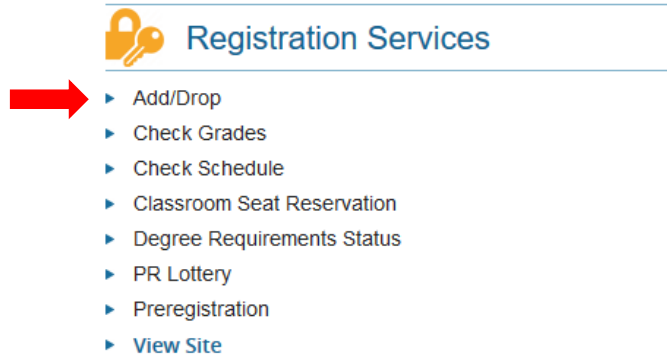 Registration Services
Add/Drop
Check Grades
Check Schedule
Classroom Seat Reservation
Degree Requirements Status
PR Lottery
Preregistration
View Site